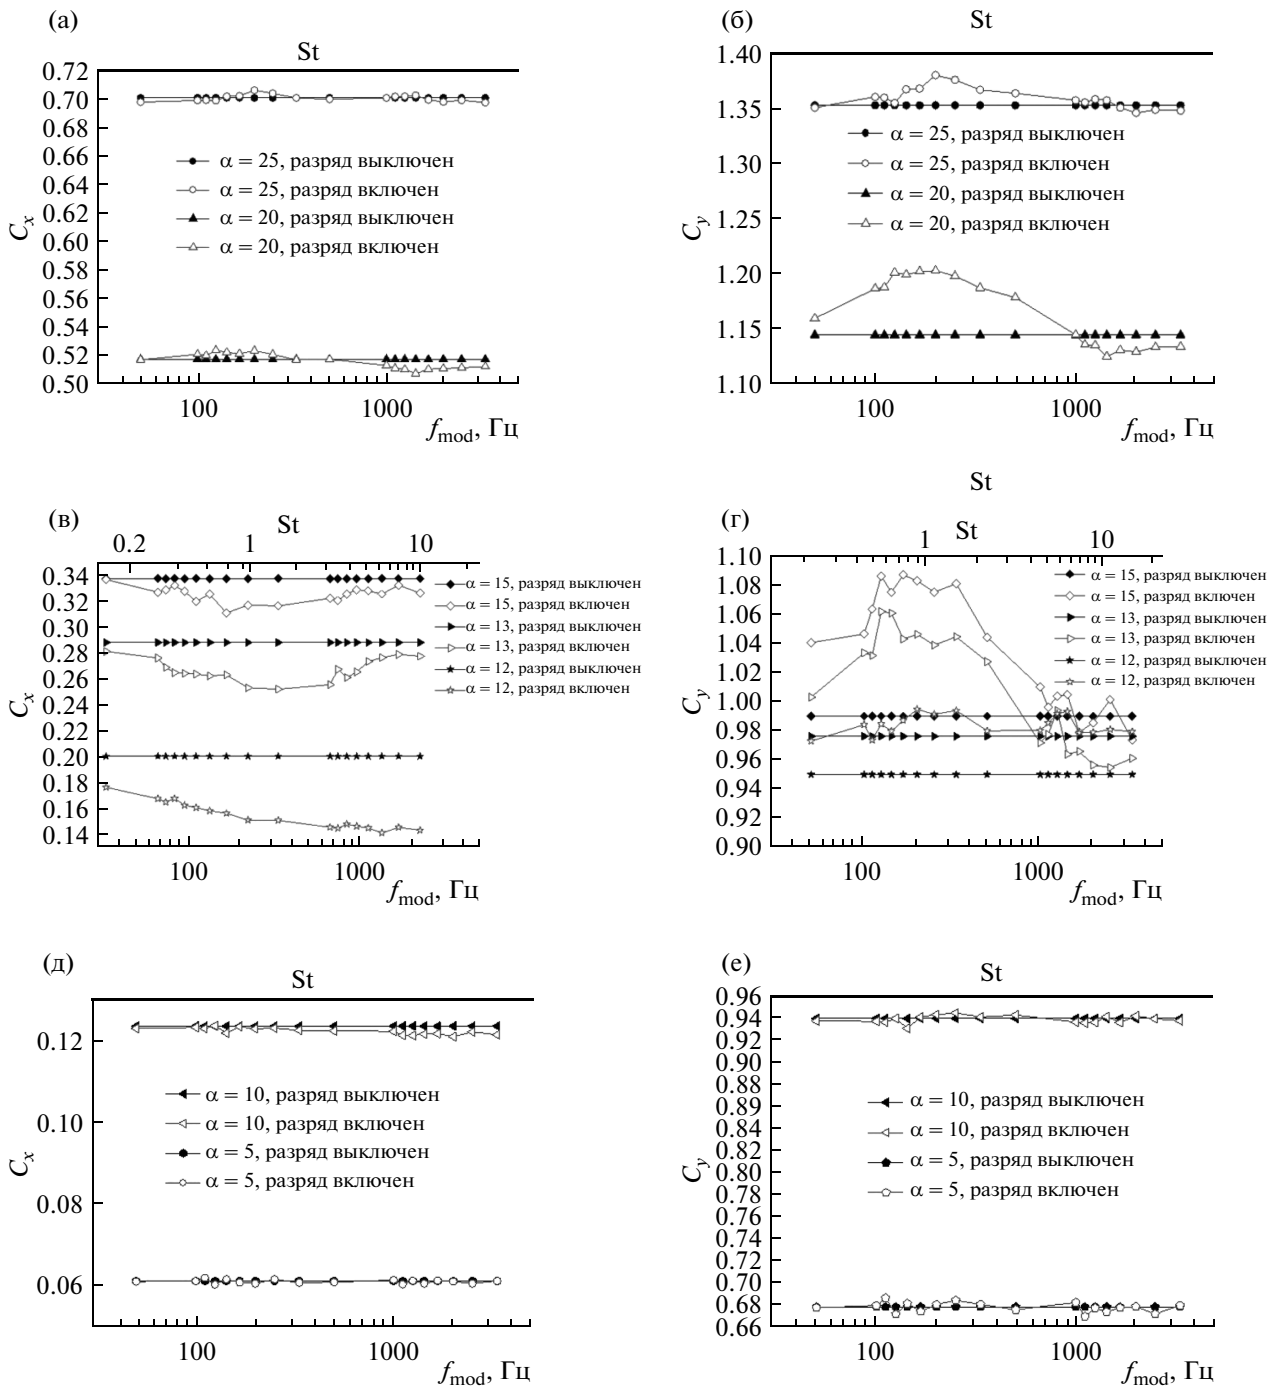 (а)
St
0.72
0.70
0.68
0.66
0.64
0.62
0.60
0.58
0.56
0.54
0.52
0.50
C_x
α = 25, разряд выключен
α = 25, разряд включен
α = 20, разряд выключен
α = 20, разряд включен
100
1000
f_mod, Гц
(б)
St
1.40
1.35
1.30
1.25
1.20
1.15
1.10
C_y
α = 25, разряд выключен
α = 25, разряд включен
α = 20, разряд выключен
α = 20, разряд включен
100
1000
f_mod, Гц
(в)
St
0.2
1
10
0.34
0.32
0.30
0.28
0.26
0.24
0.22
0.20
0.18
0.16
0.14
C_x
α = 15, разряд выключен
α = 15, разряд включен
α = 13, разряд выключен
α = 13, разряд включен
α = 12, разряд выключен
α = 12, разряд включен
100
1000
f_mod, Гц
St
(г)
St
1
10
1.10
1.08
1.06
1.04
1.02
1.00
0.98
0.96
0.94
0.92
0.90
C_y
α = 15, разряд выключен
α = 15, разряд включен
α = 13, разряд выключен
α = 13, разряд включен
α = 12, разряд выключен
α = 12, разряд включен
100
1000
f_mod, Гц
(д)
St
0.12
0.10
0.08
0.06
C_x
α = 10, разряд выключен
α = 10, разряд включен
α = 5, разряд выключен
α = 5, разряд включен
100
1000
f_mod, Гц
(е)
St
0.96
0.94
0.92
0.90
0.88
0.89
0.84
0.82
0.80
0.78
0.76
0.74
0.72
0.70
0.68
0.66
C_y
α = 10, разряд выключен
α = 10, разряд включен
α = 5, разряд выключен
α = 5, разряд включен
100
1000
f_mod, Гц